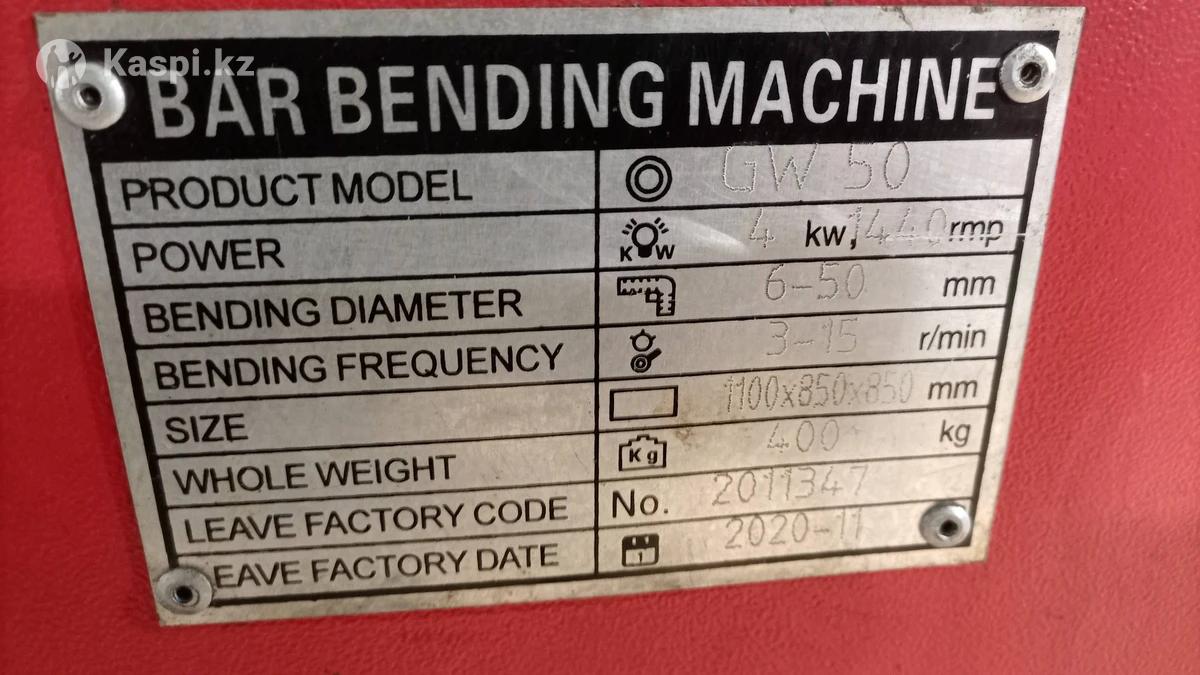 Kaspi.kz
BAR BENDING MACHINE
PRODUCT MODEL GW 50
POWER KW 4 kw, 1440 rmp
BENDING DIAMETER 6-50 mm
BENDING FREQUENCY 3-15 r/min
SIZE 1100x850x850 mm
WHOLE WEIGHT Kg 400 kg
LEAVE FACTORY CODE No. 2011347
EAVE FACTORY DATE 1 2020-11